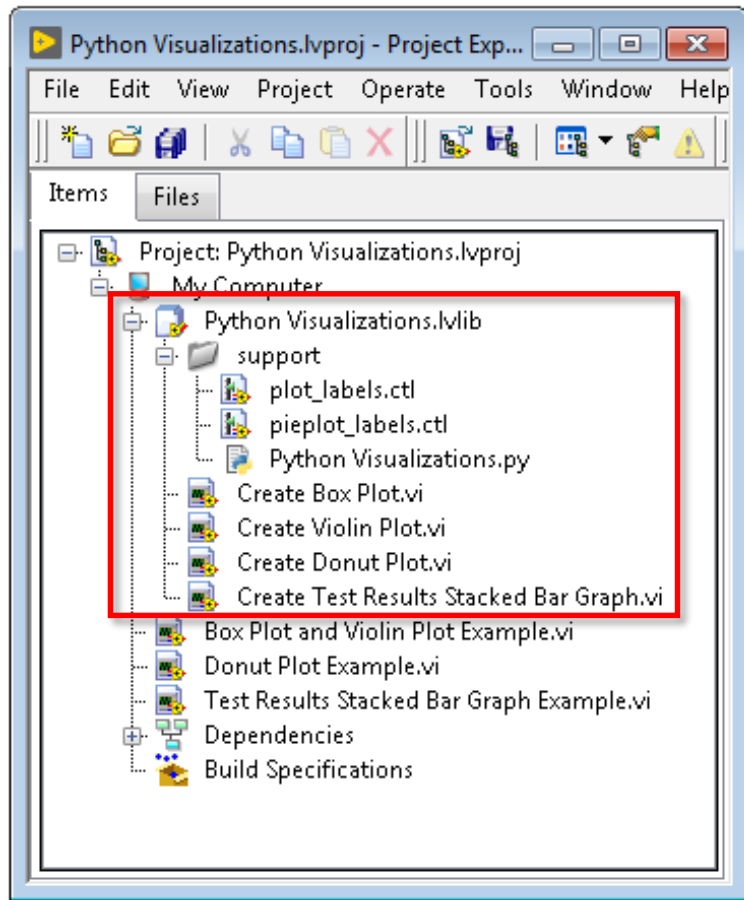 Python Visualizations.lvproj - Project Exp...
File Edit View Project Operate Tools Window Help
Items Files
Project: Python Visualizations.lvproj
My Computer
Python Visualizations.lvlib
support
plot_labels.ctl
pieplot_labels.ctl
Python Visualizations.py
Create Box Plot.vi
Create Violin Plot.vi
Create Donut Plot.vi
Create Test Results Stacked Bar Graph.vi
Box Plot and Violin Plot Example.vi
Donut Plot Example.vi
Test Results Stacked Bar Graph Example.vi
Dependencies
Build Specifications